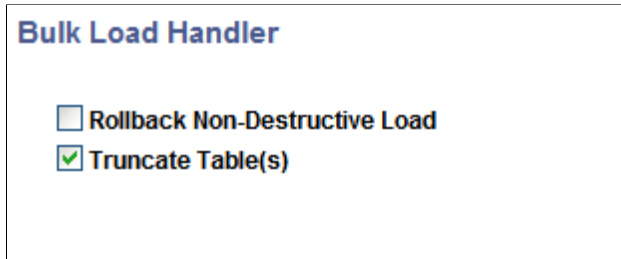 Bulk Load Handler
Rollback Non-Destructive Load
Truncate Table(s)